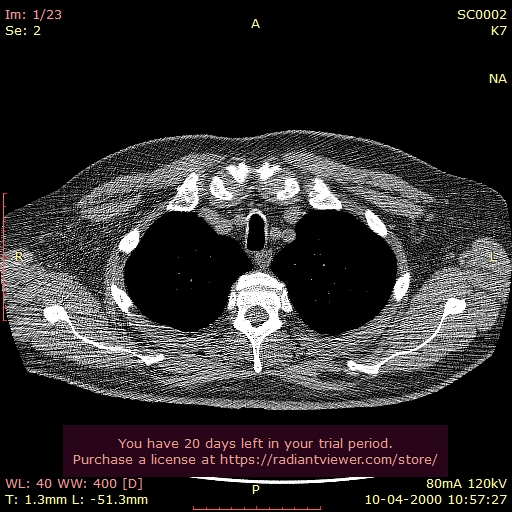 Im: 1/23
Se: 2
A
SC0002
K7
NA
R
L
You have 20 days left in your trial period.
Purchase a license at https://radiantviewer.com/store/
WL: 40 WW: 400 [D]
T: 1.3mm L: -51.3mm
P
80mA 120kV
10-04-2000 10:57:27